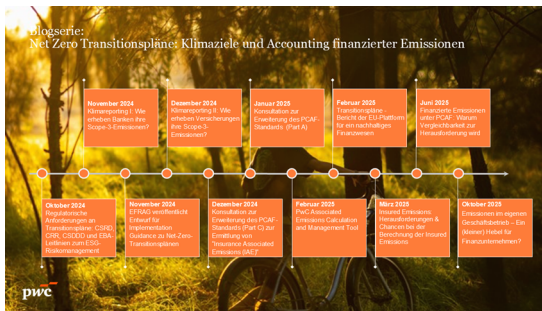 Blogserie:
Net Zero Transitionspläne: Klimaziele und Accounting finanzierter Emissionen
November 2024
Klimareporting I: Wie
erheben Banken ihre
Scope-3-Emissionen?
Dezember 2024
Klimareporting II: Wie
erheben Versicherungen
ihre Scope-3-
Emissionen?
Januar 2025
Konsultation zur
Erweiterung des PCAF-
Standards (Part A)
Februar 2025
Transitionspläne -
Bericht der EU-Plattform
für ein nachhaltiges
Finanzwesen
Juni 2025
Finanzierte Emissionen
unter PCAF: Warum
Vergleichbarkeit zur
Herausforderung wird
Oktober 2024
Regulatorische
Anforderungen an
Transitionspläne: CSRD,
CRR, CSDDD und EBA-
Leitlinien zum ESG-
Risikomanagement
November 2024
EFRAG veröffentlicht
Entwurf für
Implementation
Guidance zu Net-Zero-
Transitionsplänen
Dezember 2024
Konsultation zur
Erweiterung des PCAF-
Standards (Part C) zur
Ermittlung von
"Insurance Associated
Emissions (IAE)"
Februar 2025
PwC Associated
Emissions Calculation
and Management Tool
März 2025
Insured Emissions:
Herausforderungen &
Chancen bei der
Berechnung der Insured
Emissions
Oktober 2025
Emissionen im eigenen
Geschäftsbetrieb – Ein
(kleiner) Hebel für
Finanzunternehmen?
pwc